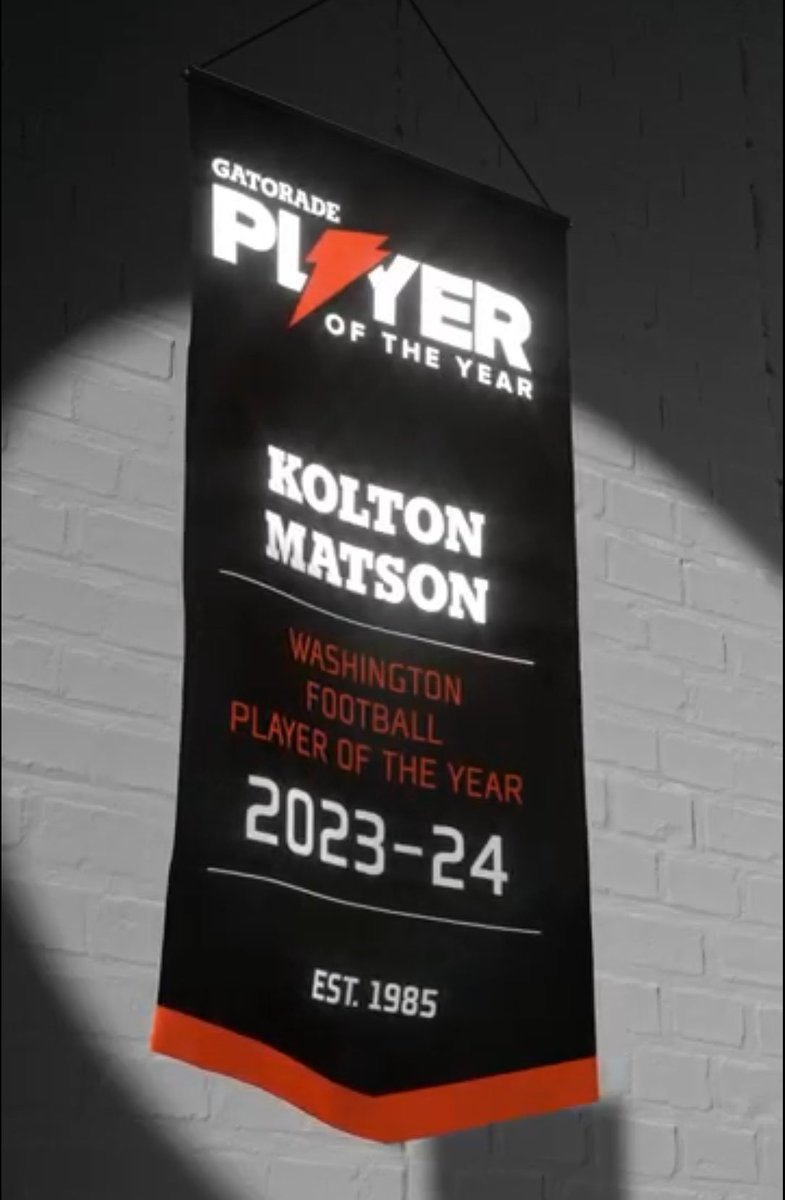 GATORADE
PLAYER
OF THE YEAR
KOLTON
MATSON
WASHINGTON
FOOTBALL
PLAYER OF THE YEAR
2023-24
EST. 1985